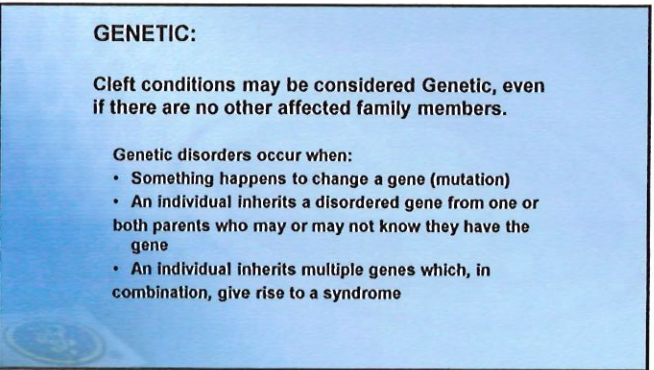 GENETIC:
Cleft conditions may be considered Genetic, even
if there are no other affected family members.
Genetic disorders occur when:
• Something happens to change a gene (mutation)
• An individual inherits a disordered gene from one or
both parents who may or may not know they have the
gene
• An individual inherits multiple genes which, in
combination, give rise to a syndrome